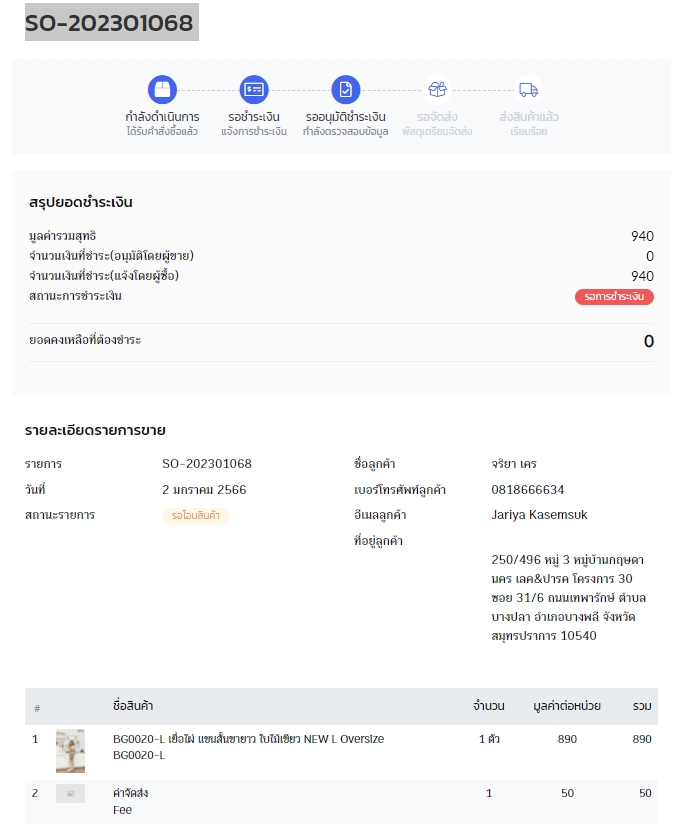 SO-202301068
กำลังดำเนินการ
ได้รับคำสั่งซื้อแล้ว
รอชำระเงิน
แจ้งการชำระเงิน
รออนุมัติชำระเงิน
กำลังตรวจสอบข้อมูล
รอจัดส่ง
พัสดุเตรียมจัดส่ง
ส่งสินค้าแล้ว
เรียบร้อย
สรุปยอดชำระเงิน
มูลค่ารวมสุทธิ 940
จำนวนเงินที่ชำระ(อนุมัติโดยผู้ขาย) 0
จำนวนเงินที่ชำระ(แจ้งโดยผู้ซื้อ) 940
สถานะการชำระเงิน รอการชำระเงิน
ยอดคงเหลือที่ต้องชำระ 0
รายละเอียดรายการขาย
รายการ SO-202301068
วันที่ 2 มกราคม 2566
สถานะรายการ รอโอนสินค้า
ชื่อลูกค้า จริยา เคร
เบอร์โทรศัพท์ลูกค้า 0818666634
อีเมลลูกค้า Jariya Kasemsuk
ที่อยู่ลูกค้า
250/496 หมู่ 3 หมู่บ้านกฤษดา
นคร เลค&ปารค โครงการ 30
ซอย 31/6 ถนนเทพารักษ์ ตำบล
บางปลา อำเภอบางพลี จังหวัด
สมุทรปราการ 10540
# ชื่อสินค้า จำนวน มูลค่าต่อหน่วย รวม
1 BG0020-L เยื่อไผ่ แขนสั้นขายาว ใบไม้เขียว NEW L Oversize 1 ตัว 890 890
BG0020-L
2 ค่าจัดส่ง 1 50 50
Fee